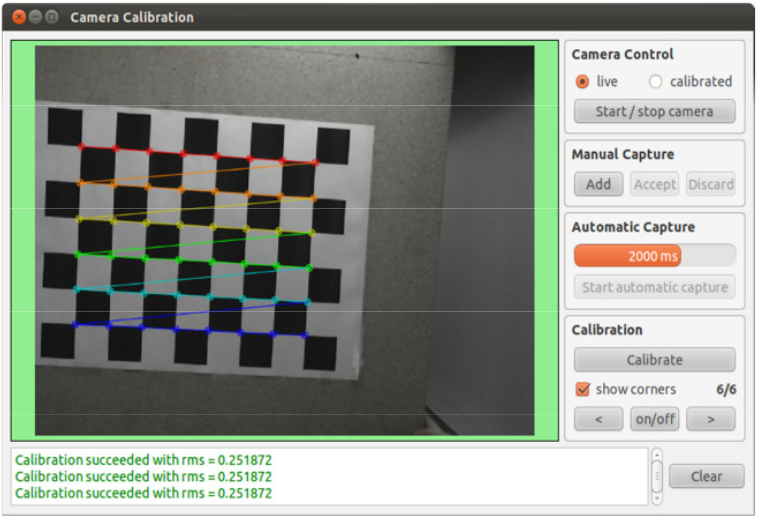 Camera Calibration
Camera Control
live calibrated
Start / stop camera
Manual Capture
Add Accept Discard
Automatic Capture
2000 ms
Start automatic capture
Calibration
Calibrate
show corners 6/6
< on/off >
Calibration succeeded with rms = 0.251872
Calibration succeeded with rms = 0.251872
Calibration succeeded with rms = 0.251872
Clear